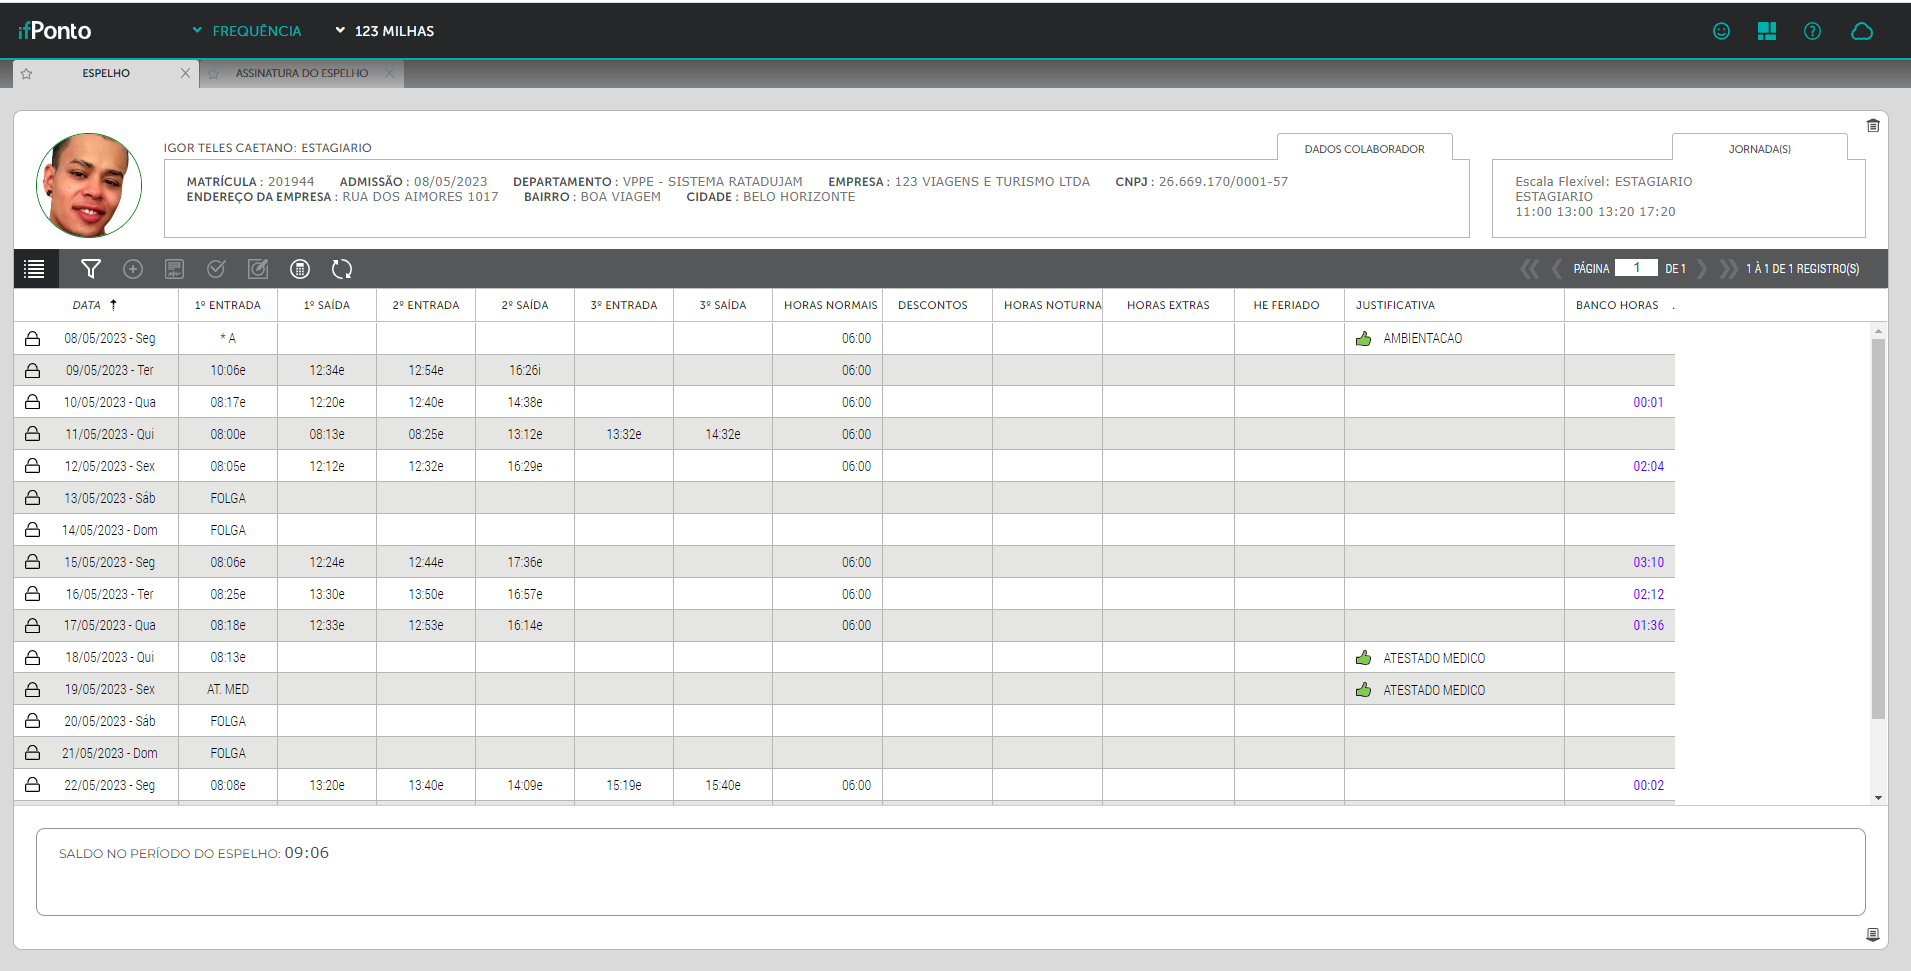 ifPonto FREQUÊNCIA 123 MILHAS
ESPELHO ASSINATURA DO ESPELHO
IGOR TELES CAETANO: ESTAGIARIO
DADOS COLABORADOR
JORNADA(S)
MATRÍCULA : 201944 ADMISSÃO : 08/05/2023 DEPARTAMENTO : VPPE - SISTEMA RATADUJAM EMPRESA : 123 VIAGENS E TURISMO LTDA CNPJ : 26.669.170/0001-57
ENDEREÇO DA EMPRESA : RUA DOS AIMORES 1017 BAIRRO : BOA VIAGEM CIDADE : BELO HORIZONTE
Escala Flexível: ESTAGIARIO
ESTAGIARIO
11:00 13:00 13:20 17:20
PÁGINA 1 DE 1 1 À 1 DE 1 REGISTRO(S)
DATA ↑ 1º ENTRADA 1º SAÍDA 2º ENTRADA 2º SAÍDA 3º ENTRADA 3º SAÍDA HORAS NORMAIS DESCONTOS HORAS NOTURNA HORAS EXTRAS HE FERIADO JUSTIFICATIVA BANCO HORAS .
08/05/2023 - Seg * A 06:00 AMBIENTACAO
09/05/2023 - Ter 10:06e 12:34e 12:54e 16:26i 06:00
10/05/2023 - Qua 08:17e 12:20e 12:40e 14:38e 06:00 00:01
11/05/2023 - Qui 08:00e 08:13e 08:25e 13:12e 13:32e 14:32e 06:00
12/05/2023 - Sex 08:05e 12:12e 12:32e 16:29e 06:00 02:04
13/05/2023 - Sáb FOLGA
14/05/2023 - Dom FOLGA
15/05/2023 - Seg 08:06e 12:24e 12:44e 17:36e 06:00 03:10
16/05/2023 - Ter 08:25e 13:30e 13:50e 16:57e 06:00 02:12
17/05/2023 - Qua 08:18e 12:33e 12:53e 16:14e 06:00 01:36
18/05/2023 - Qui 08:13e ATESTADO MEDICO
19/05/2023 - Sex AT. MED ATESTADO MEDICO
20/05/2023 - Sáb FOLGA
21/05/2023 - Dom FOLGA
22/05/2023 - Seg 08:08e 13:20e 13:40e 14:09e 15:19e 15:40e 06:00 00:02
SALDO NO PERÍODO DO ESPELHO: 09:06